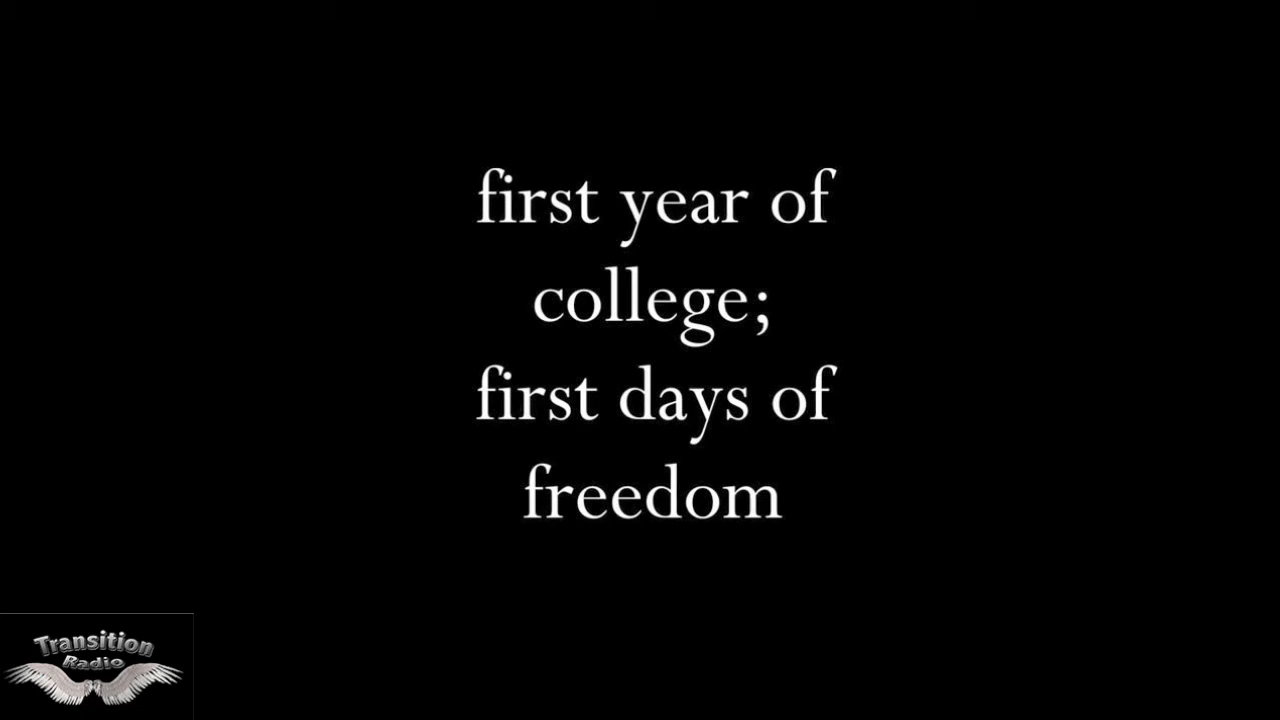 first year of
college;
first days of
freedom
Transition
Radio